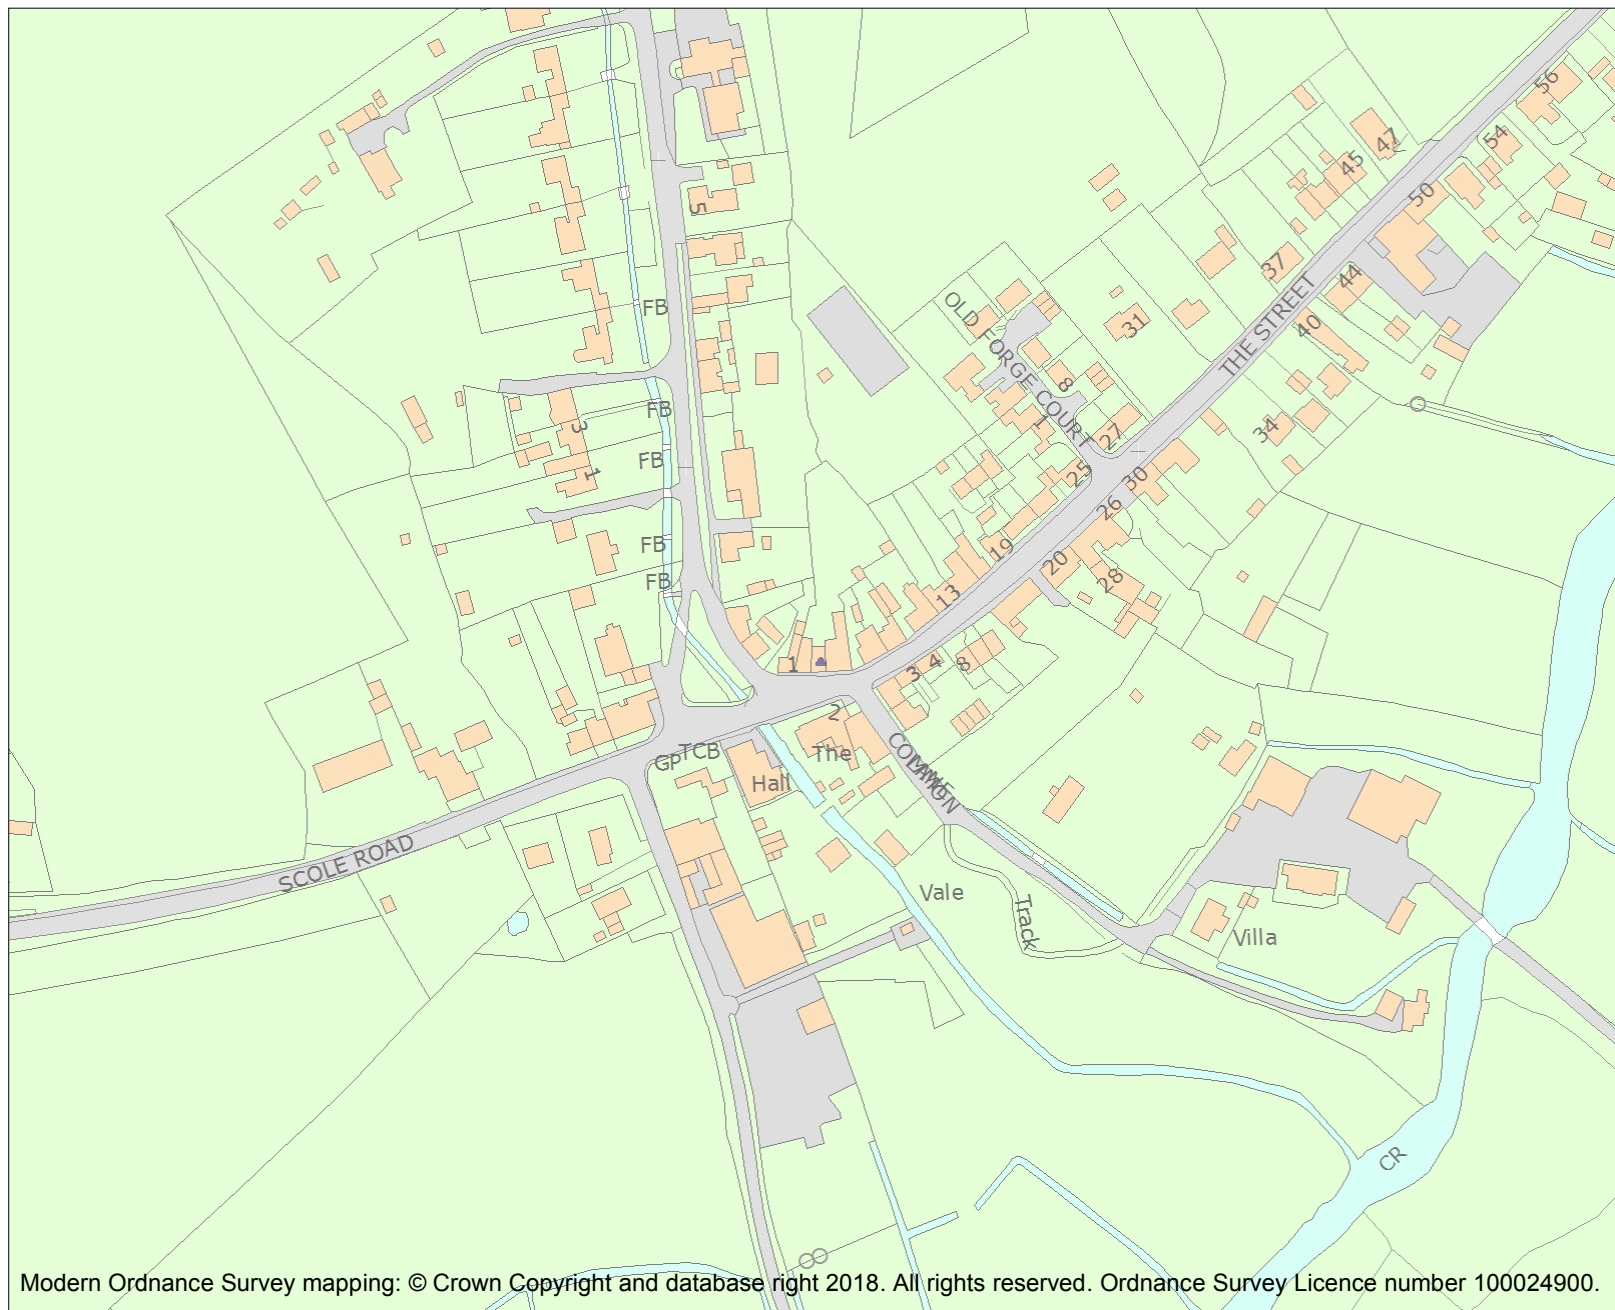 56
47
54
45
50
5
37
44
OLD FORGE COURT
FB
THE STREET
31
40
8
FB
3
1
27
34
FB
1
25
30
26
FB
19
20
FB
28
13
1
3 4 8
2
GP
TCB
The
COMMON
LANE
Hall
SCOLE ROAD
Vale
Track
Villa
CR
Modern Ordnance Survey mapping: © Crown Copyright and database right 2018. All rights reserved. Ordnance Survey Licence number 100024900.